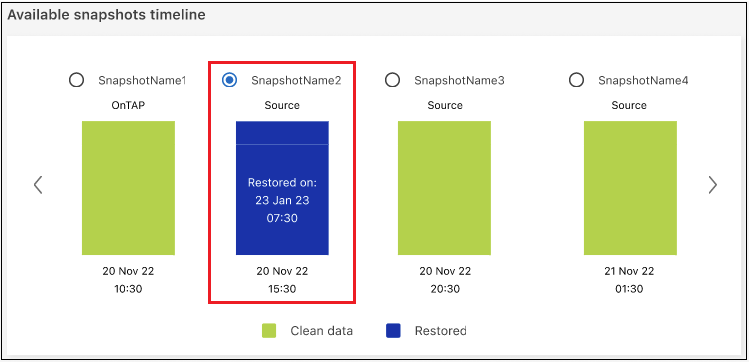 Available snapshots timeline
SnapshotName1
SnapshotName2
SnapshotName3
SnapshotName4
OnTAP
Source
Source
Source
Restored on:
23 Jan 23
07:30
20 Nov 22
20 Nov 22
20 Nov 22
21 Nov 22
10:30
15:30
20:30
01:30
Clean data
Restored